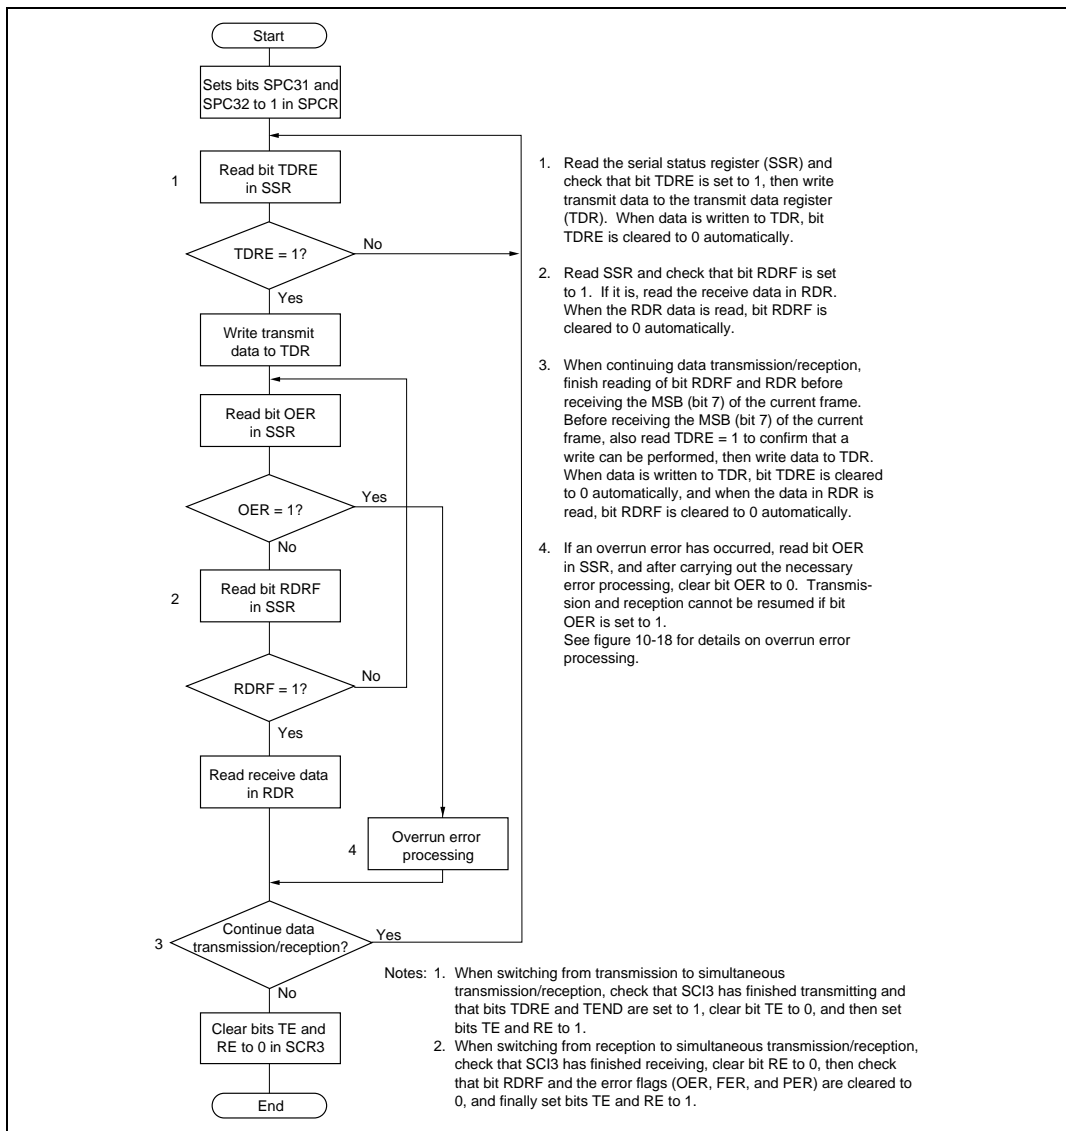 Start
Sets bits SPC31 and
SPC32 to 1 in SPCR
1
Read bit TDRE
in SSR
TDRE = 1?
No
Yes
Write transmit
data to TDR
Read bit OER
in SSR
OER = 1?
Yes
No
2
Read bit RDRF
in SSR
RDRF = 1?
No
Yes
Read receive data
in RDR
4
Overrun error
processing
3
Continue data
transmission/reception?
Yes
No
Clear bits TE and
RE to 0 in SCR3
End
1. Read the serial status register (SSR) and
check that bit TDRE is set to 1, then write
transmit data to the transmit data register
(TDR). When data is written to TDR, bit
TDRE is cleared to 0 automatically.
2. Read SSR and check that bit RDRF is set
to 1. If it is, read the receive data in RDR.
When the RDR data is read, bit RDRF is
cleared to 0 automatically.
3. When continuing data transmission/reception,
finish reading of bit RDRF and RDR before
receiving the MSB (bit 7) of the current frame.
Before receiving the MSB (bit 7) of the current
frame, also read TDRE = 1 to confirm that a
write can be performed, then write data to TDR.
When data is written to TDR, bit TDRE is cleared
to 0 automatically, and when the data in RDR is
read, bit RDRF is cleared to 0 automatically.
4. If an overrun error has occurred, read bit OER
in SSR, and after carrying out the necessary
error processing, clear bit OER to 0. Transmis-
sion and reception cannot be resumed if bit
OER is set to 1.
See figure 10-18 for details on overrun error
processing.
Notes: 1. When switching from transmission to simultaneous
transmission/reception, check that SCI3 has finished transmitting and
that bits TDRE and TEND are set to 1, clear bit TE to 0, and then set
bits TE and RE to 1.
2. When switching from reception to simultaneous transmission/reception,
check that SCI3 has finished receiving, clear bit RE to 0, then check
that bit RDRF and the error flags (OER, FER, and PER) are cleared to
0, and finally set bits TE and RE to 1.